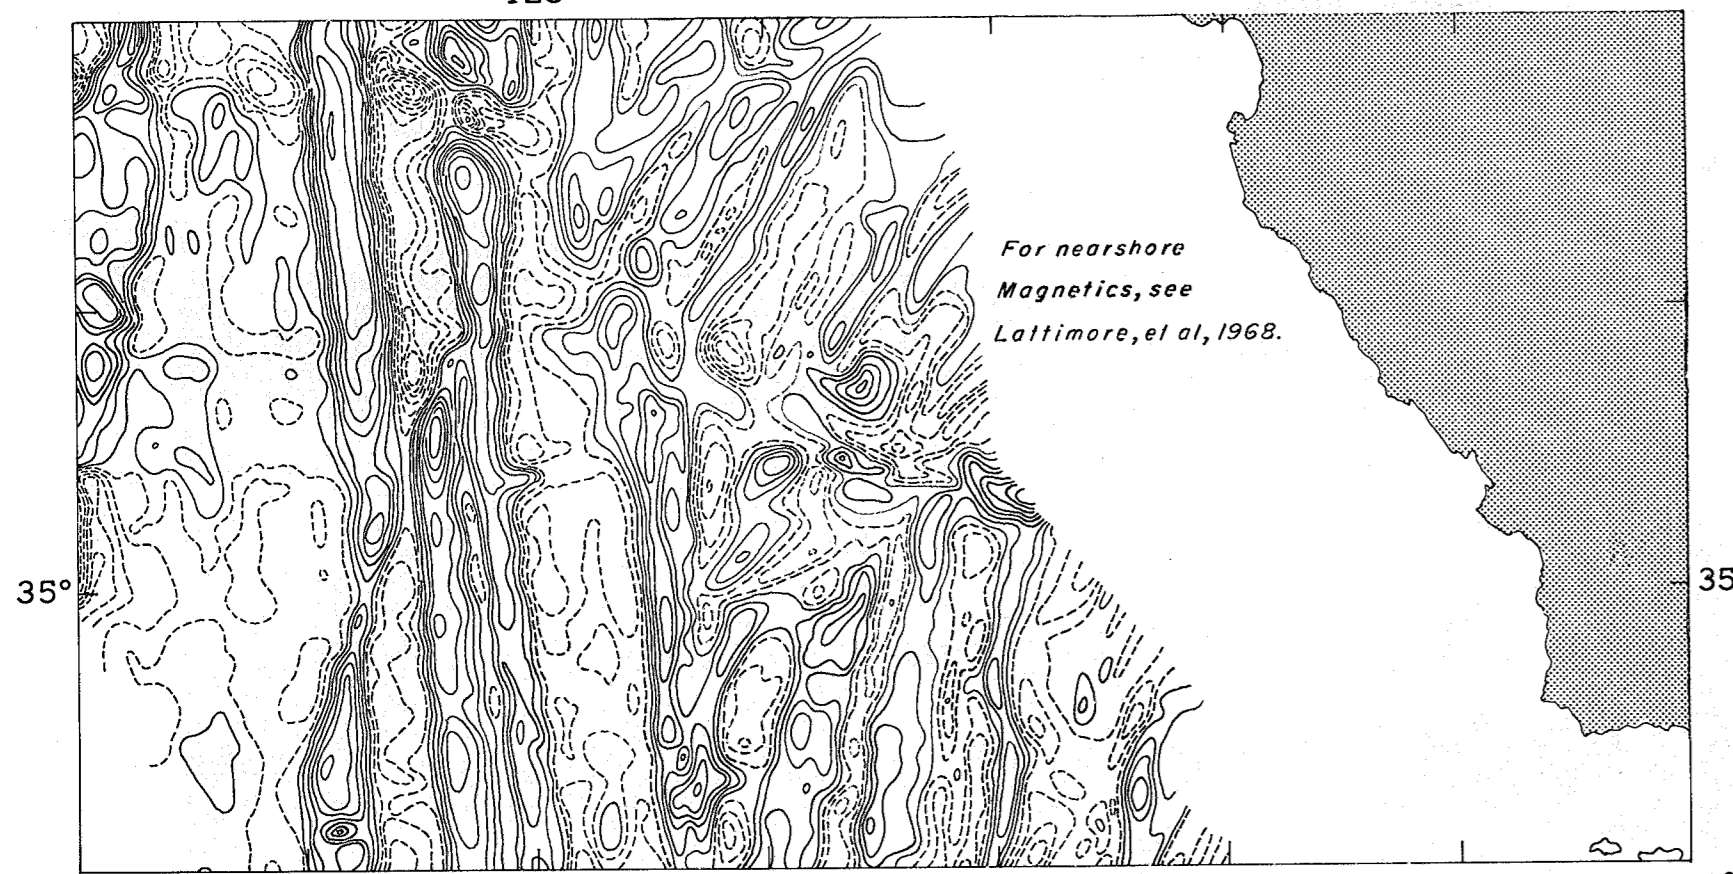 For nearshore
Magnetics, see
Lattimore, et al, 1968.
35°
35